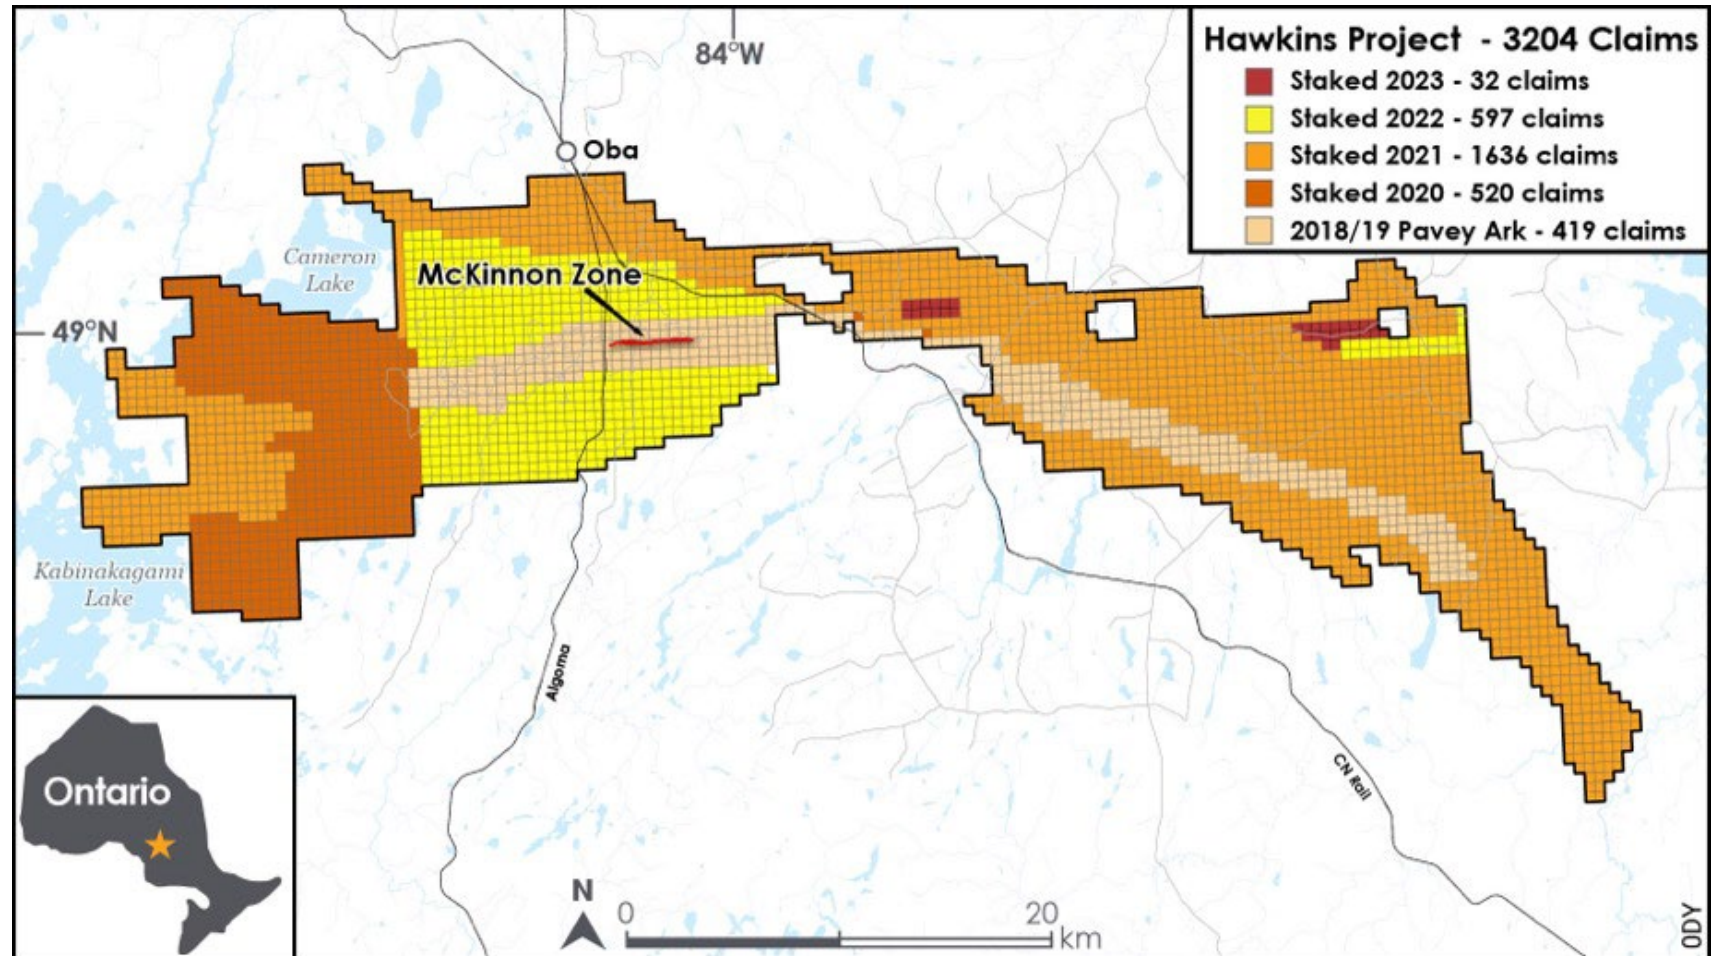 84°W
Hawkins Project - 3204 Claims
Staked 2023 - 32 claims
Staked 2022 - 597 claims
Staked 2021 - 1636 claims
Staked 2020 - 520 claims
2018/19 Pavey Ark - 419 claims
Oba
Cameron
Lake
McKinnon Zone
49°N
Kabinakagami
Lake
Algoma
CN Rail
Ontario
N
0 20
km
ODY